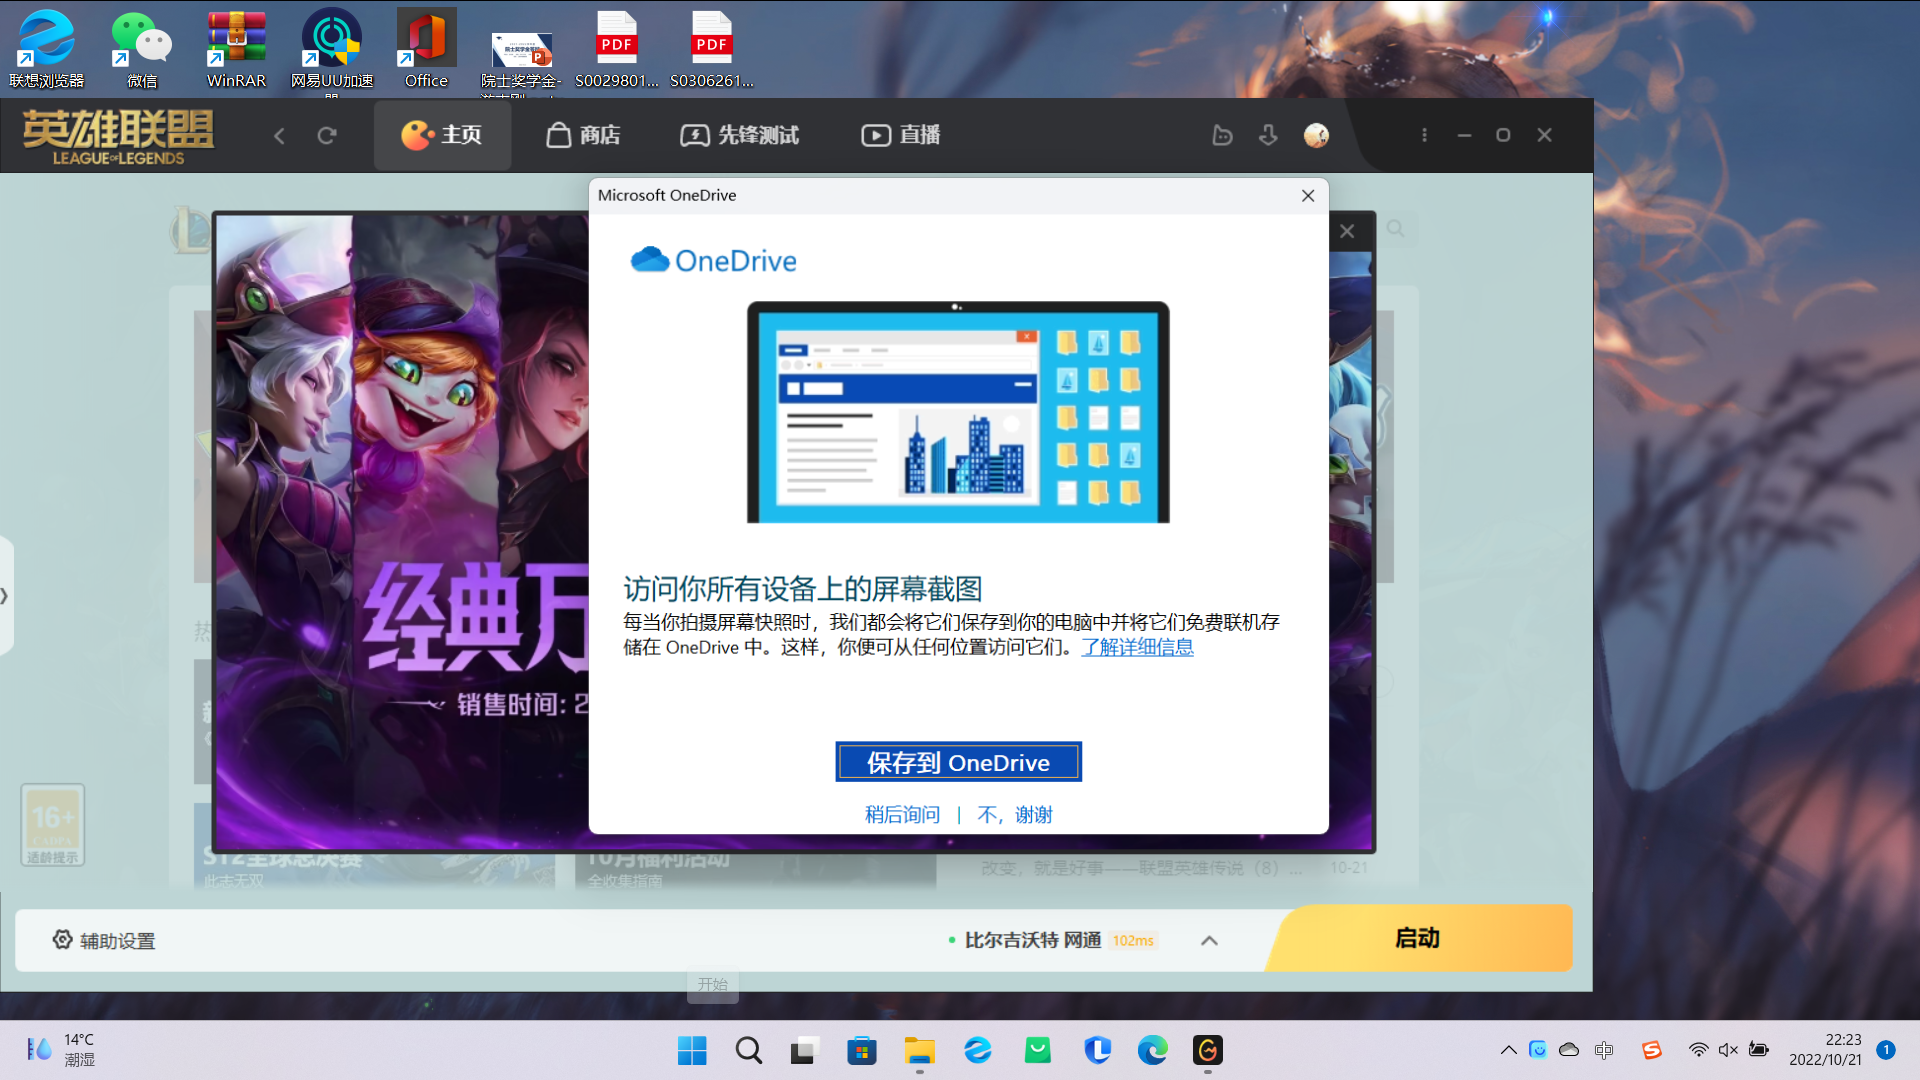 联想浏览器
微信
WinRAR
网易UU加速
Office
院士奖学金-
S0029801...
S0306261...
英雄联盟
LEAGUE OF LEGENDS
主页
商店
先锋测试
直播
Microsoft OneDrive
OneDrive
经典万
销售时间: 2
访问你所有设备上的屏幕截图
每当你拍摄屏幕快照时，我们都会将它们保存到你的电脑中并将它们免费联机存
储在 OneDrive 中。这样，你便可从任何位置访问它们。了解详细信息
保存到 OneDrive
稍后询问 | 不，谢谢
16+
CADPA
适龄提示
S12全球总决赛
此志无双
10月福利活动
全收集指南
改变，就是好事——联盟英雄传说（8）... 10-21
辅助设置
比尔吉沃特 网通 102ms
启动
开始
14°C
潮湿
中
22:23
2022/10/21
1